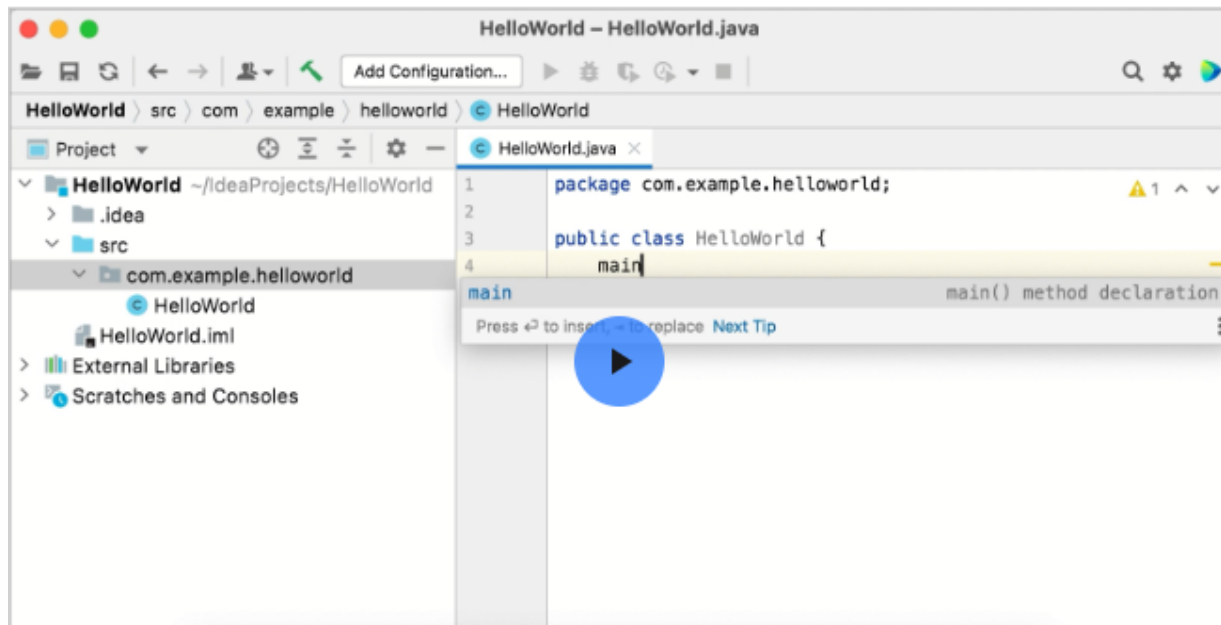 HelloWorld – HelloWorld.java
Add Configuration...
HelloWorld src com example helloworld HelloWorld
Project
HelloWorld.java
HelloWorld ~/IdeaProjects/HelloWorld
.idea
src
com.example.helloworld
HelloWorld
HelloWorld.iml
External Libraries
Scratches and Consoles
1 package com.example.helloworld;
1
2
3 public class HelloWorld {
4 main
main main() method declaration
Press ↵ to insert, → to replace Next Tip